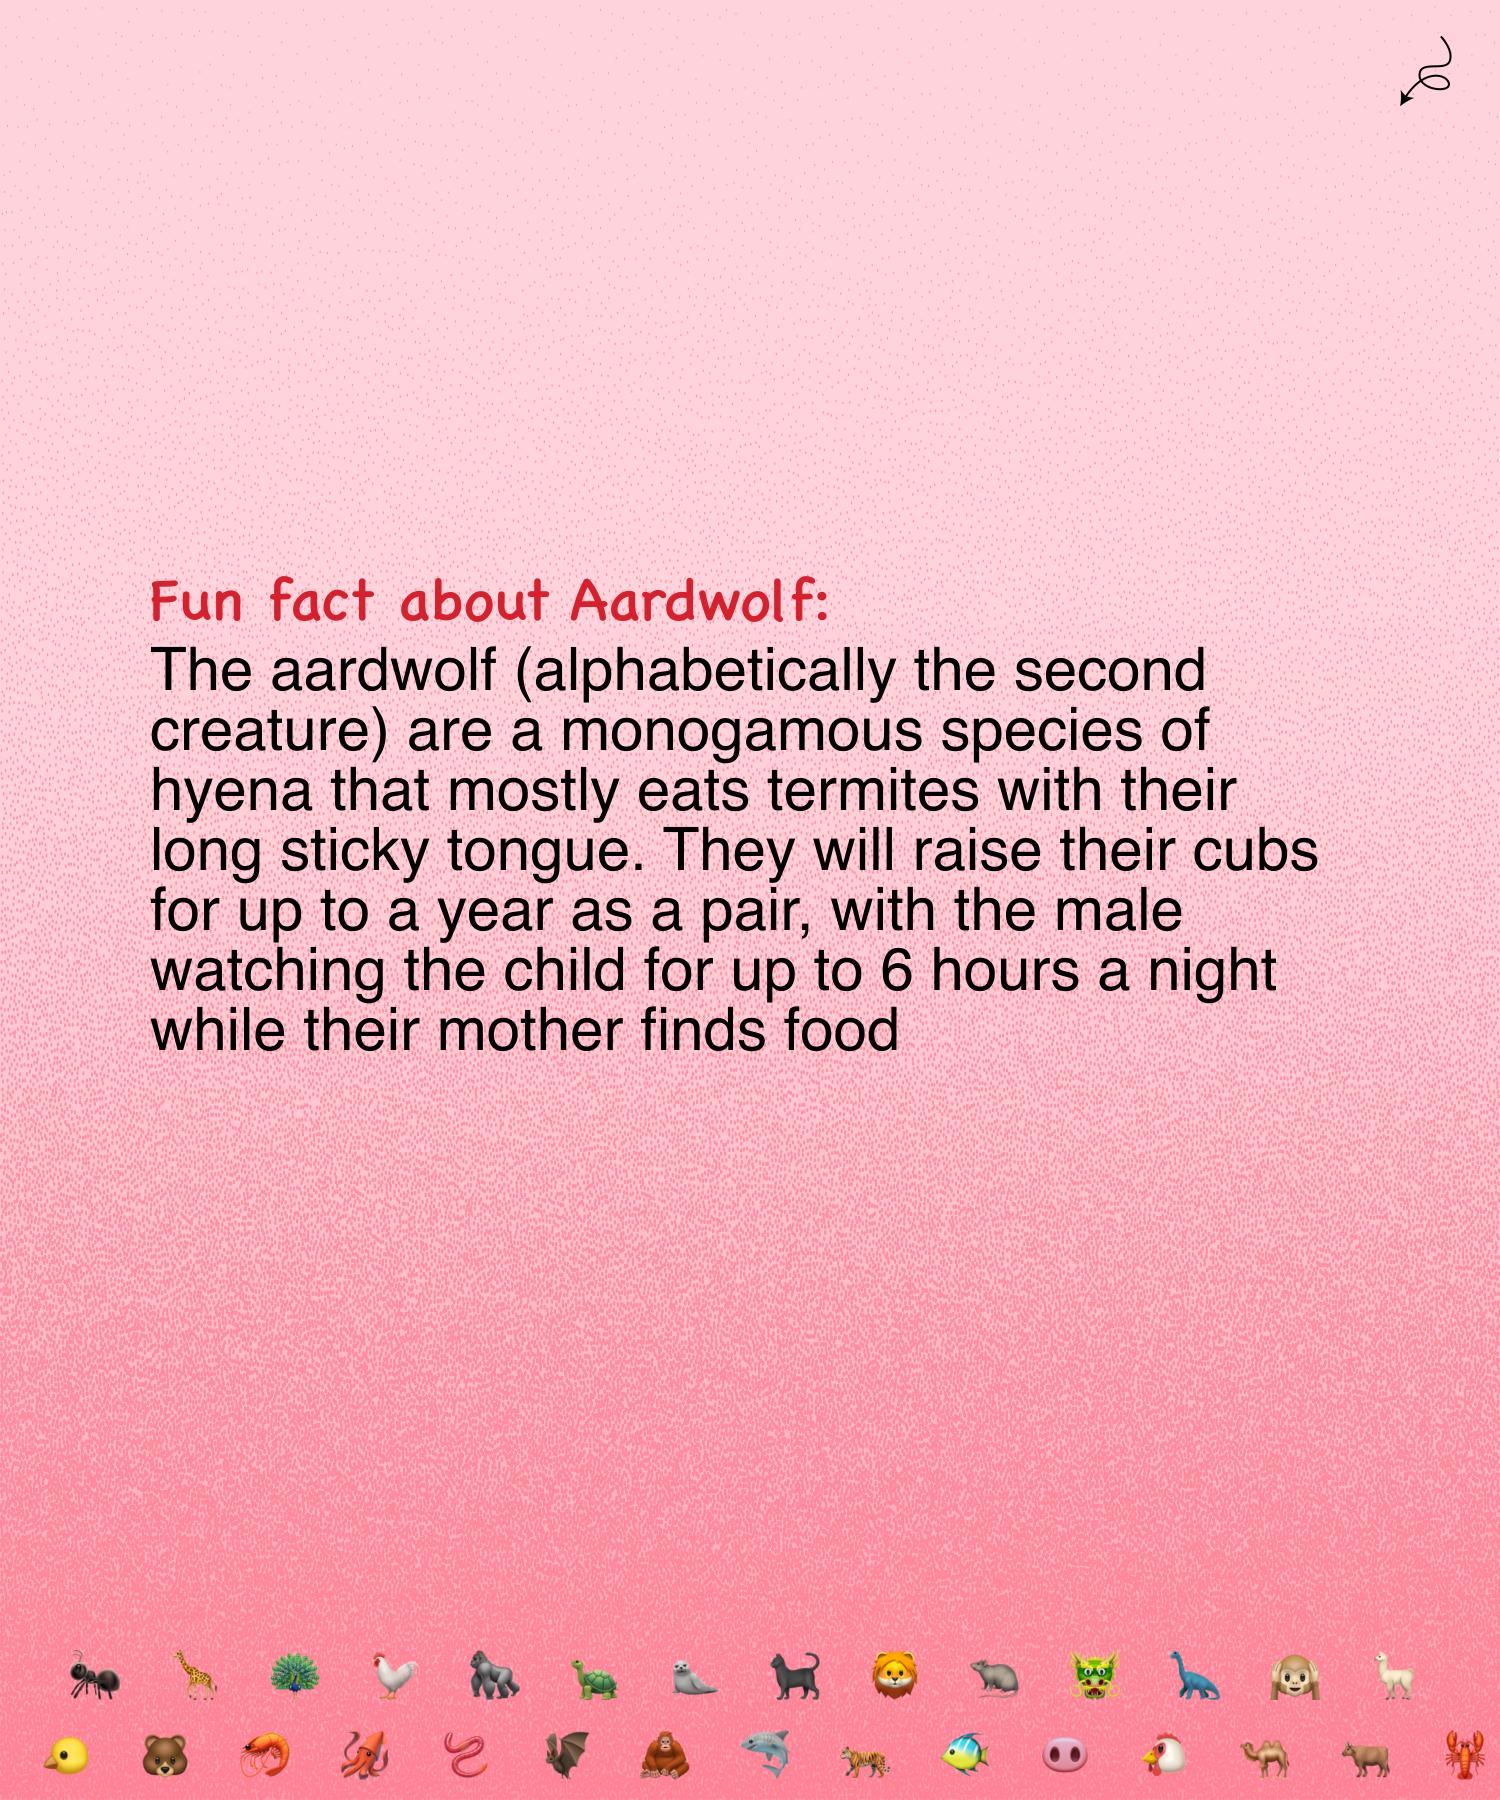 Fun fact about Aardwolf:
The aardwolf (alphabetically the second
creature) are a monogamous species of
hyena that mostly eats termites with their
long sticky tongue. They will raise their cubs
for up to a year as a pair, with the male
watching the child for up to 6 hours a night
while their mother finds food